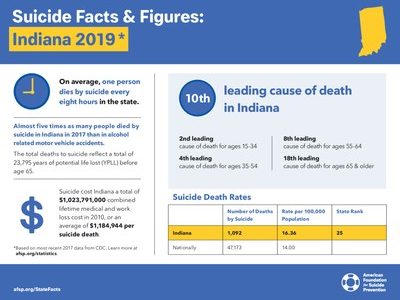 Suicide Facts & Figures:
Indiana 2019*
On average, one person
dies by suicide every
eight hours in the state.
Almost five times as many people died by
suicide in Indiana in 2017 than in alcohol
related motor vehicle accidents.
The total deaths to suicide reflect a total of
23,795 years of potential life lost (YPLL) before
age 65.
$
Suicide cost Indiana a total of
$1,023,791,000 combined
lifetime medical and work
loss cost in 2010, or an
average of $1,184,944 per
suicide death.
*Based on most recent 2017 data from CDC. Learn more at
afsp.org/statistics.
10th
leading cause of death
in Indiana
2nd leading
cause of death for ages 15-34
4th leading
cause of death for ages 35-54
8th leading
cause of death for ages 55-64
18th leading
cause of death for ages 65 & older
Suicide Death Rates
Number of Deaths by Suicide Rate per 100,000 Population State Rank
Indiana 1,092 16.36 25
Nationally 47,173 14.00
afsp.org/StateFacts
American
Foundation
for Suicide
Prevention